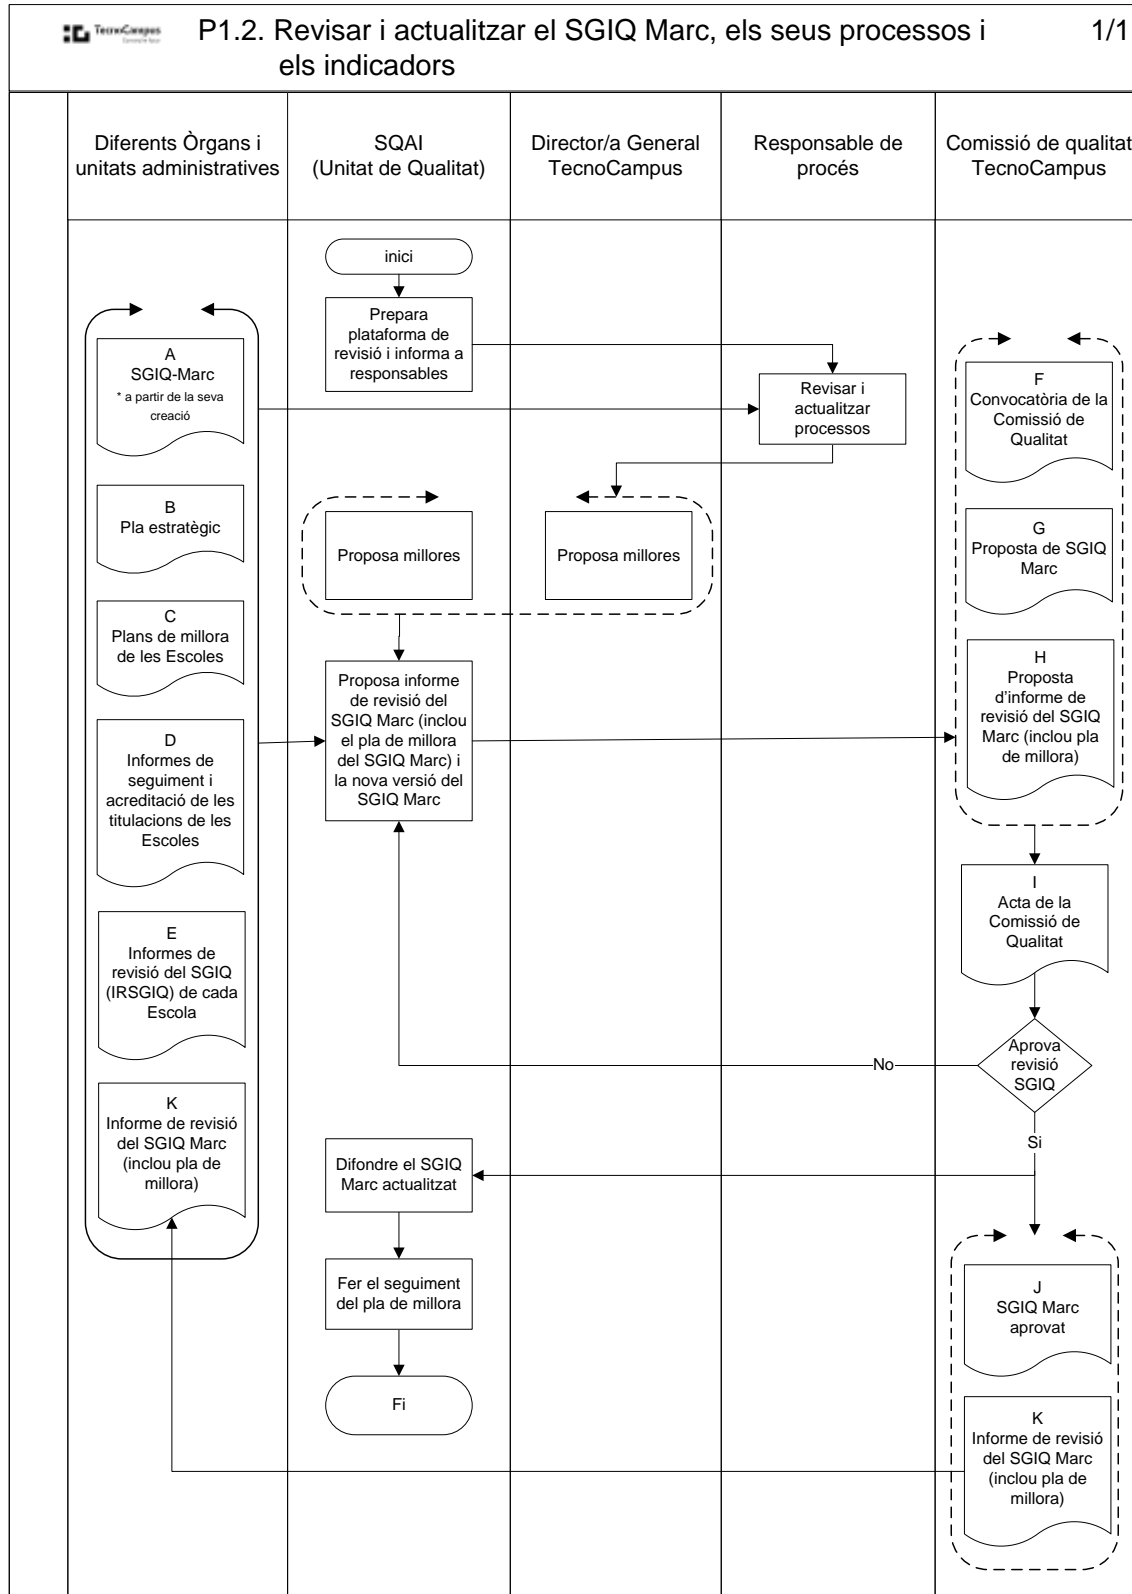 TecnoCampus
P1.2. Revisar i actualitzar el SGIQ Marc, els seus processos i
els indicadors
1/1
Diferents Òrgans i
unitats administratives
SQAI
(Unitat de Qualitat)
Director/a General
TecnoCampus
Responsable de
procés
Comissió de qualitat
TecnoCampus
inici
Prepara
plataforma de
revisió i informa a
responsables
A
SGIQ-Marc
* a partir de la seva
creació
Revisar i
actualitzar
processos
F
Convocatòria de la
Comissió de
Qualitat
B
Pla estratègic
Proposa millores
Proposa millores
G
Proposta de SGIQ
Marc
C
Plans de millora
de les Escoles
Proposa informe
de revisió del
SGIQ Marc (inclou
el pla de millora
del SGIQ Marc) i
la nova versió del
SGIQ Marc
H
Proposta
d'informe de
revisió del SGIQ
Marc (inclou pla
de millora)
D
Informes de
seguiment i
acreditació de les
titulacions de les
Escoles
I
Acta de la
Comissió de
Qualitat
E
Informes de
revisió del SGIQ
(IRSGIQ) de cada
Escola
Aprova
revisió
SGIQ
No
Si
K
Informe de revisió
del SGIQ Marc
(inclou pla de
millora)
Difondre el SGIQ
Marc actualitzat
Fer el seguiment
del pla de millora
J
SGIQ Marc
aprovat
Fi
K
Informe de revisió
del SGIQ Marc
(inclou pla de
millora)